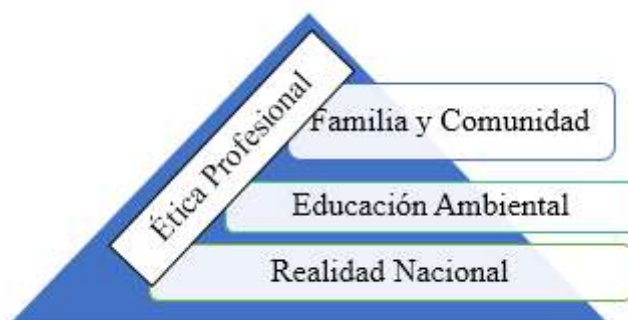 Ética Profesional
Familia y Comunidad
Educación Ambiental
Realidad Nacional